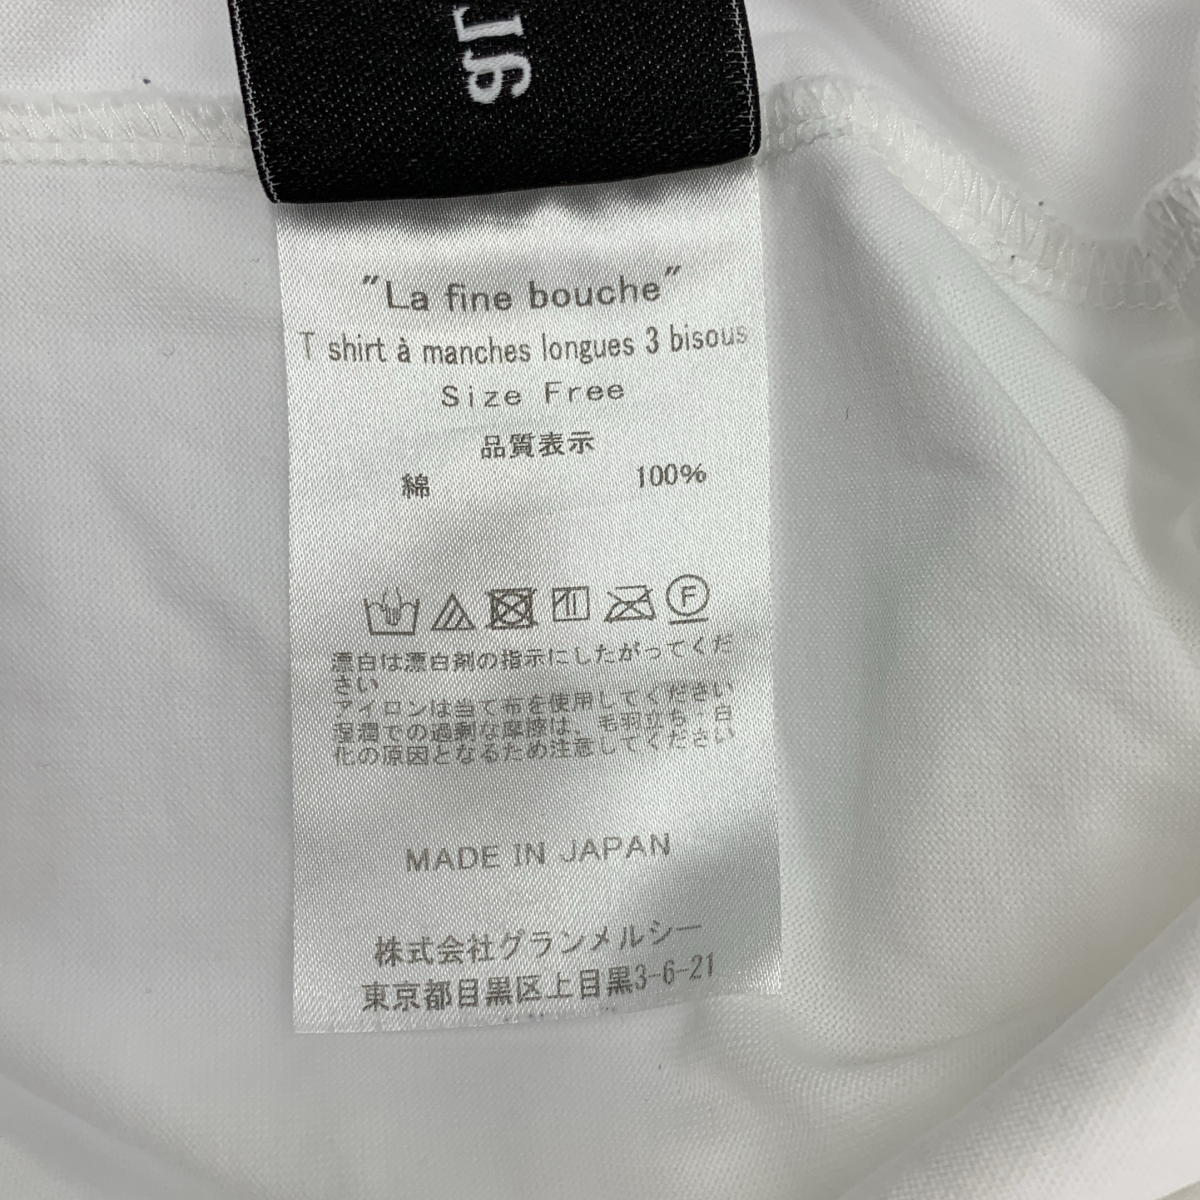 "La fine bouche"
T shirt à manches longues 3 bisous
Size Free
品質表示
綿 100%
F
漂白は漂白剤の指示にしたがってくだ
さい
アイロンは当て布を使用してください
湿潤での過剰な摩擦は、毛羽立ち・白
化の原因となるため注意してください
MADE IN JAPAN
株式会社グランメルシー
東京都目黒区上目黒3-6-21